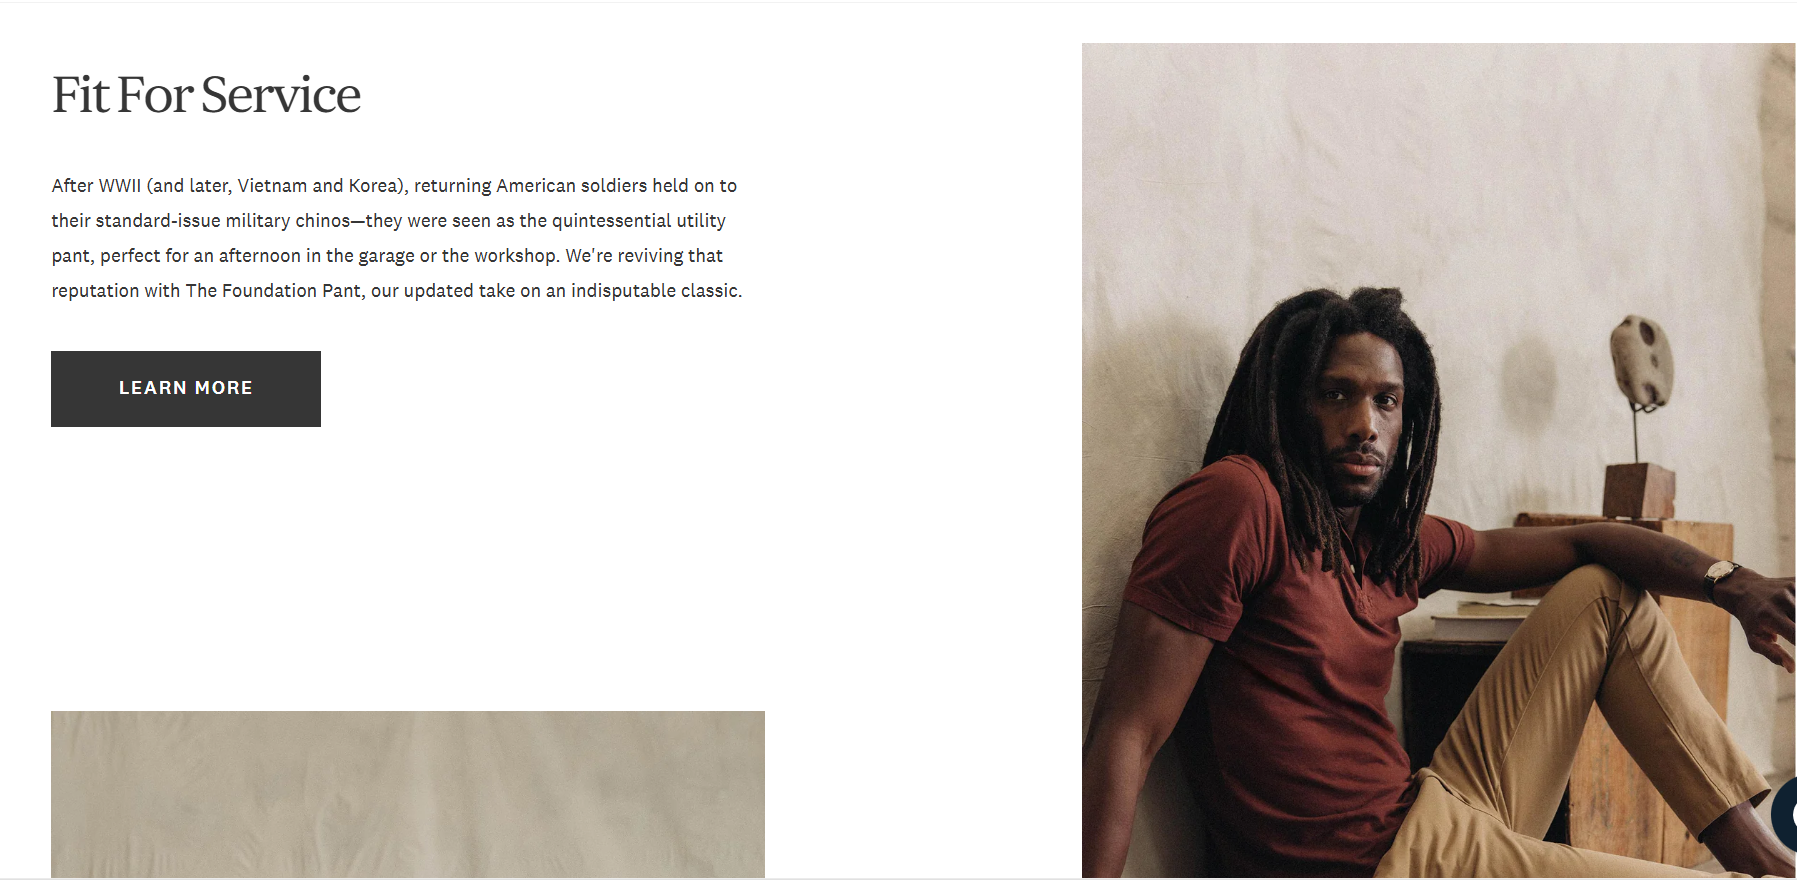 Fit For Service
After WWII (and later, Vietnam and Korea), returning American soldiers held on to
their standard-issue military chinos—they were seen as the quintessential utility
pant, perfect for an afternoon in the garage or the workshop. We're reviving that
reputation with The Foundation Pant, our updated take on an indisputable classic.
LEARN MORE